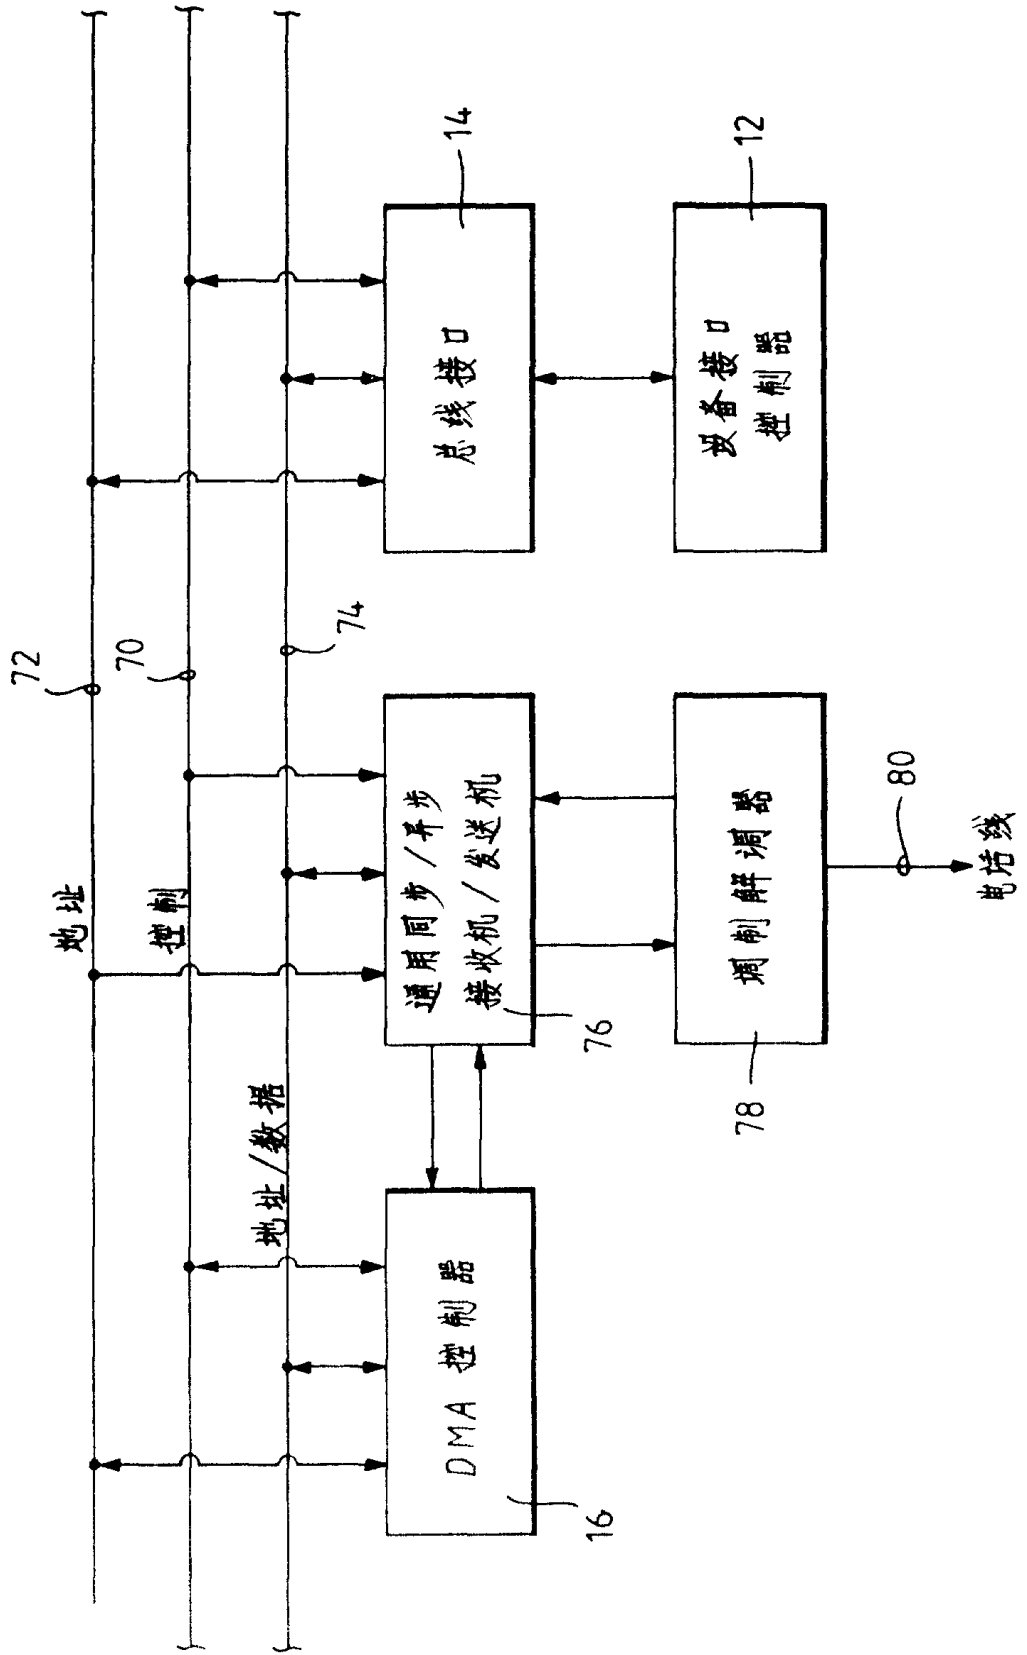 72
地址
70
控制
74
地址/数据
DMA 控制器
16
通用同步/异步
接收机/发送机
76
总线接口
14
调制解调器
78
设备接口
控制器
12
80
电话线